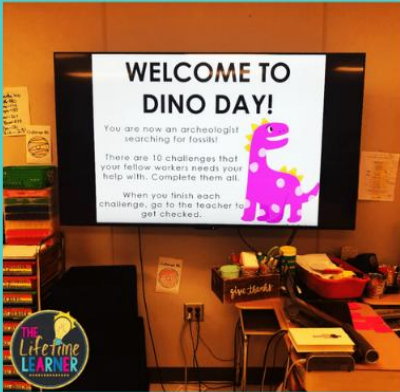 WELCOME TO
DINO DAY!
You are now an archeologist
searching for fossils!
There are 10 challenges that
your fellow workers needs your
help with. Complete them all.
When you finish each
challenge, go to the teacher to
get checked.
give thanks
THE
Lifetime
LEARNER